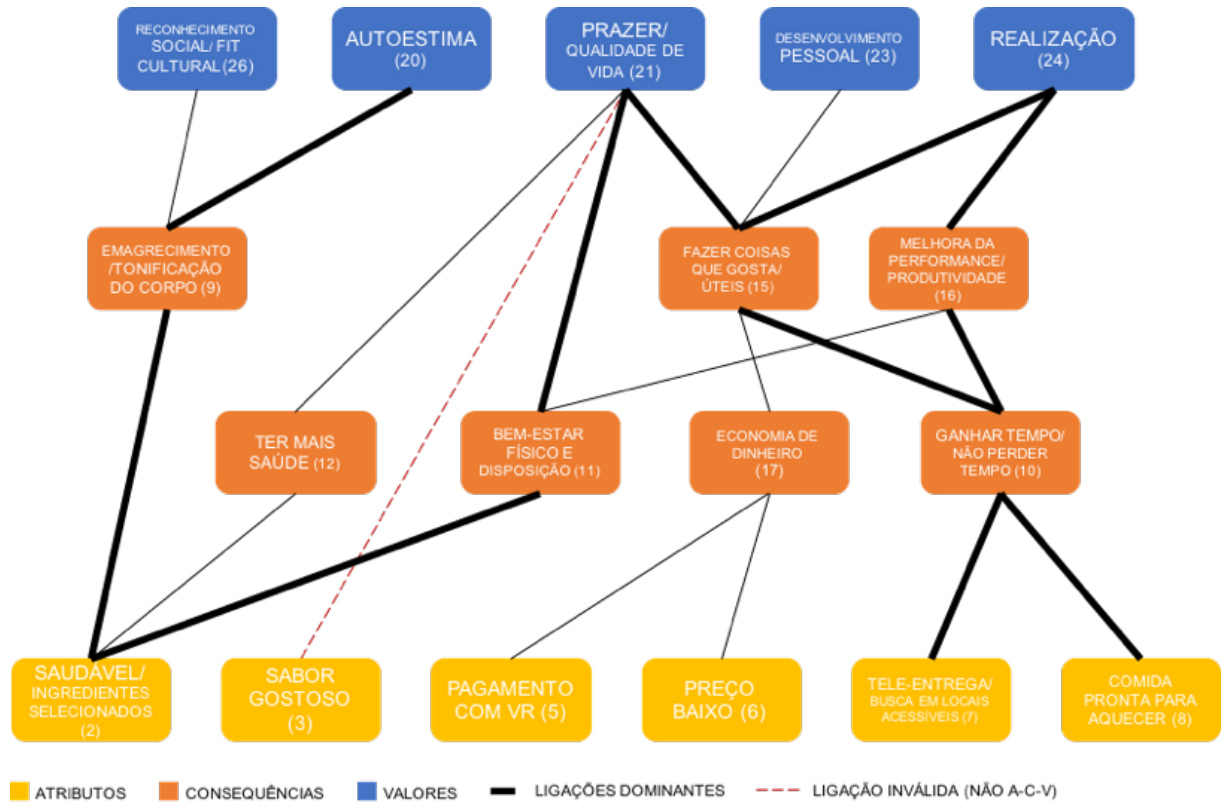 RECONHECIMENTO
SOCIAL/ FIT
CULTURAL (26)
AUTOESTIMA
(20)
PRAZER/
QUALIDADE DE
VIDA (21)
DESENVOLVIMENTO
PESSOAL (23)
REALIZAÇÃO
(24)
EMAGRECIMENTO
/TONIFICAÇÃO
DO CORPO (9)
FAZER COISAS
QUE GOSTA/
ÚTEIS (15)
MELHORA DA
PERFORMANCE/
PRODUTIVIDADE
(16)
TER MAIS
SAÚDE (12)
BEM-ESTAR
FÍSICO E
DISPOSIÇÃO (11)
ECONOMIA DE
DINHEIRO
(17)
GANHAR TEMPO/
NÃO PERDER
TEMPO (10)
SAUDÁVEL/
INGREDIENTES
SELECIONADOS
(2)
SABOR
GOSTOSO
(3)
PAGAMENTO
COM VR (5)
PREÇO
BAIXO (6)
TELE-ENTREGA/
BUSCA EM LOCAIS
ACESSÍVEIS (7)
COMIDA
PRONTA PARA
AQUECER (8)
ATRIBUTOS
CONSEQUÊNCIAS
VALORES
LIGAÇÕES DOMINANTES
LIGAÇÃO INVÁLIDA (NÃO A-C-V)